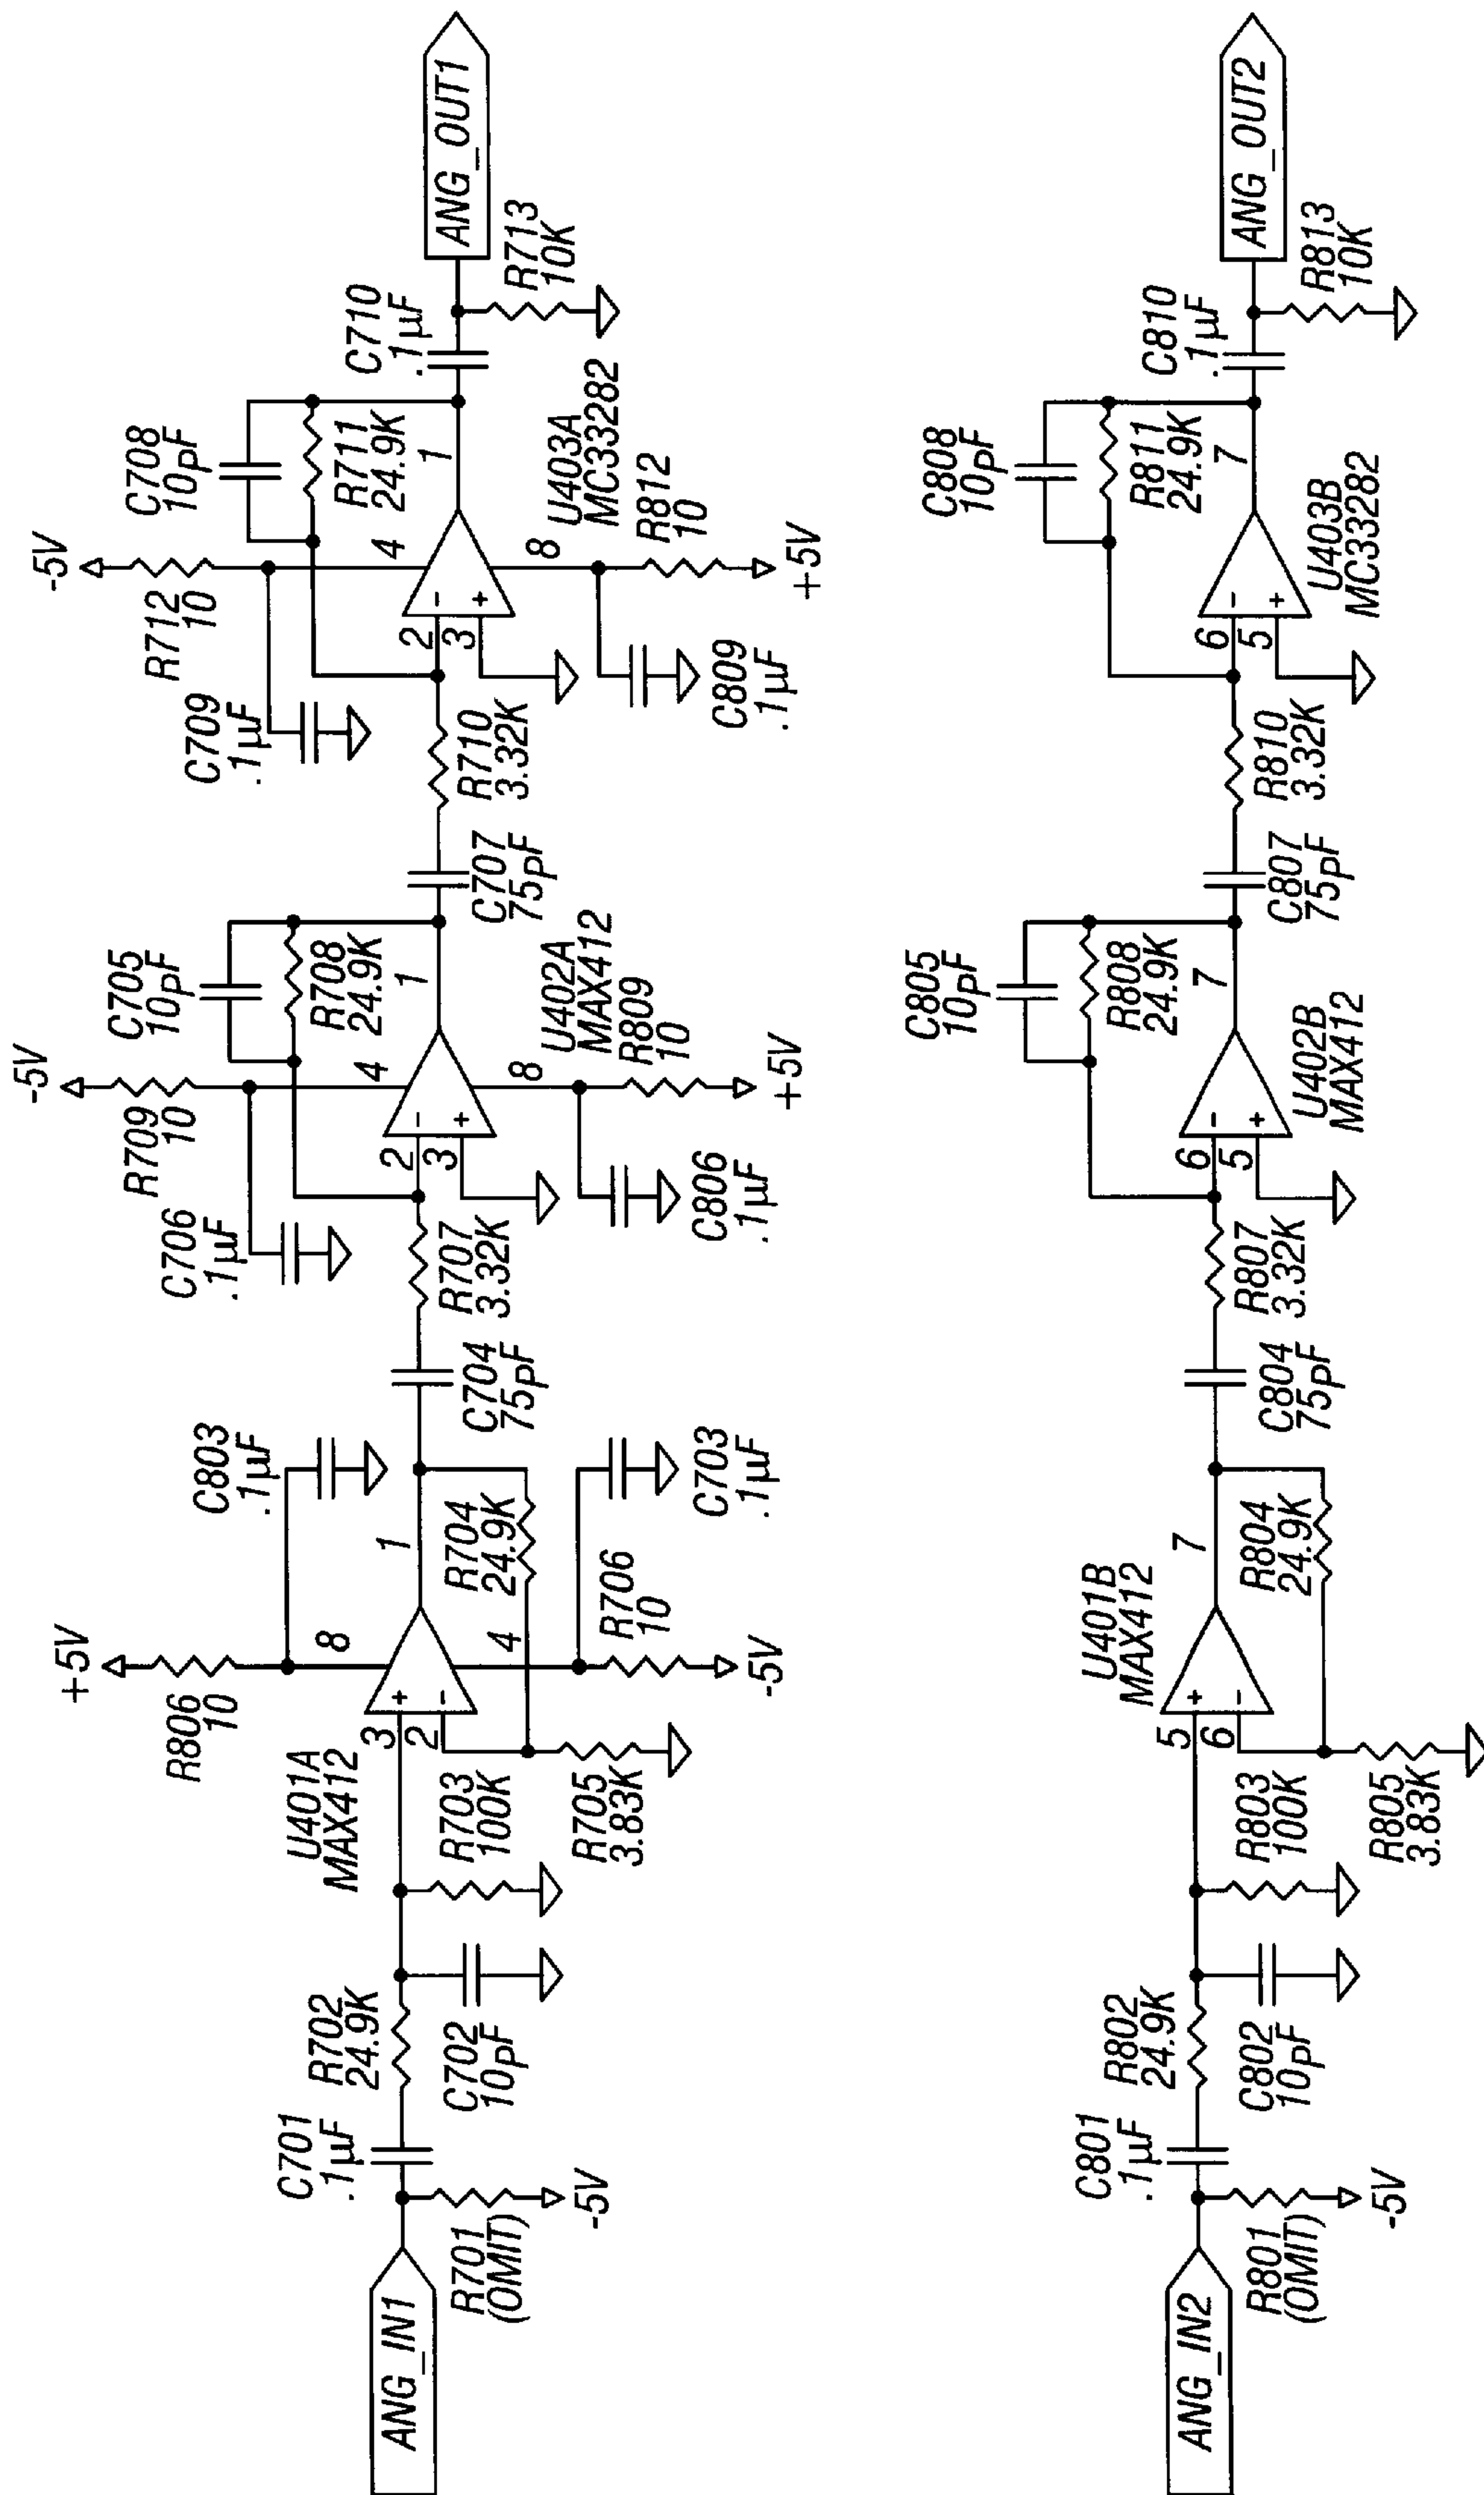 ANG_IN1
R701
(OMIT)
-5V
C701
.1µF
R702
24.9K
C702
10pF
R703
100K
U401A
MAX412
3
2
8
4
1
R806
10
+5V
C803
.1µF
R704
24.9K
R705
3.83K
R706
10
-5V
C703
.1µF
C704
75pF
R707
3.32K
C706
.1µF
R709
10
-5V
C705
10pF
R708
24.9K
2
3
4
8
1
U402A
MAX412
R809
10
+5V
C806
.1µF
C707
75pF
R710
3.32K
C709
.1µF
R712
10
-5V
C708
10pF
R711
24.9K
2
3
4
8
1
U403A
MC33282
R812
10
+5V
C809
.1µF
C710
.1µF
R713
10K
ANG_OUT1
ANG_IN2
R801
(OMIT)
-5V
C801
.1µF
R802
24.9K
C802
10pF
R803
100K
5
6
7
U401B
MAX412
R804
24.9K
R805
3.83K
C804
75pF
R807
3.32K
C805
10pF
R808
24.9K
6
5
7
U402B
MAX412
C807
75pF
R810
3.32K
C808
10pF
R811
24.9K
6
5
7
U403B
MC33282
C810
.1µF
R813
10K
ANG_OUT2